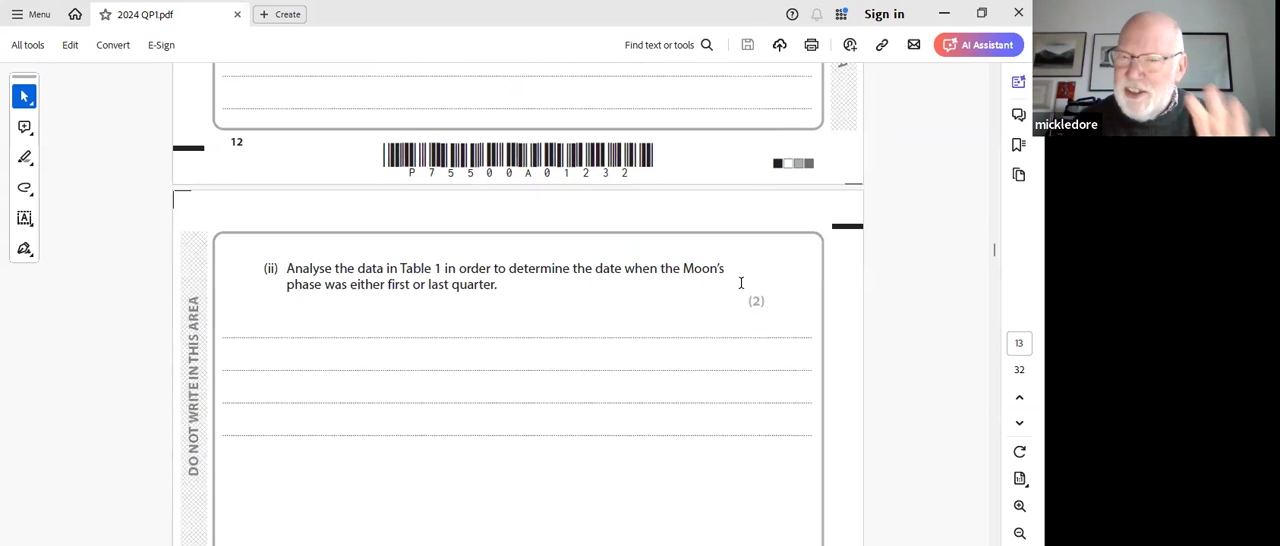 Menu
2024 QP1.pdf
Create
Sign in
All tools
Edit
Convert
E-Sign
Find text or tools
AI Assistant
mickledore
12
P 7 5 5 0 0 A 0 1 2 3 2
(ii) Analyse the data in Table 1 in order to determine the date when the Moon's
phase was either first or last quarter.
(2)
DO NOT WRITE IN THIS AREA
13
32